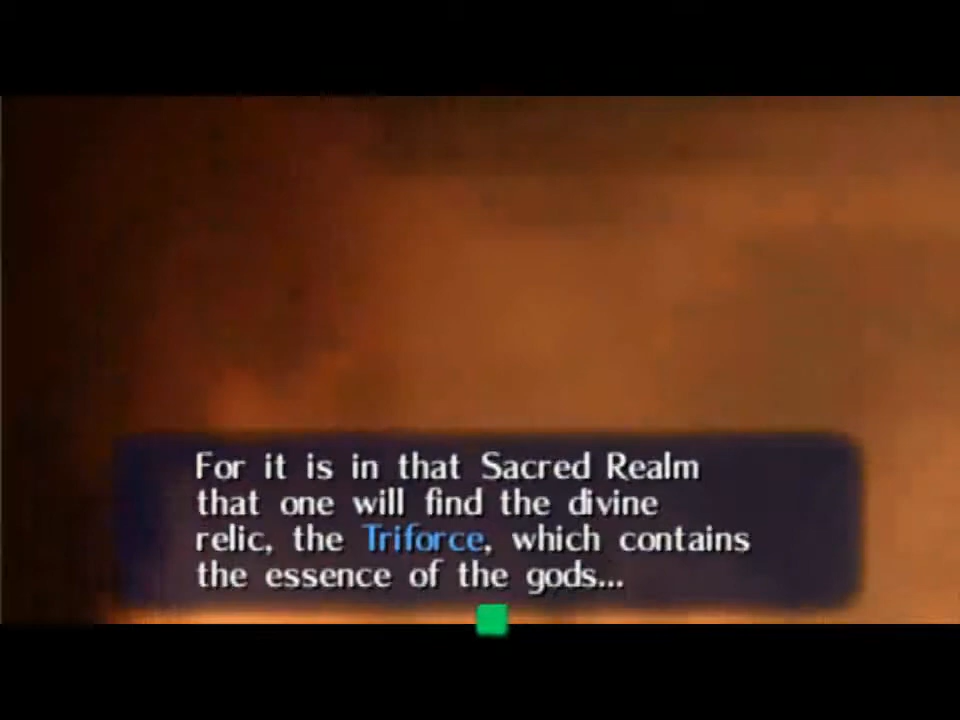 For it is in that Sacred Realm
that one will find the divine
relic, the Triforce, which contains
the essence of the gods...